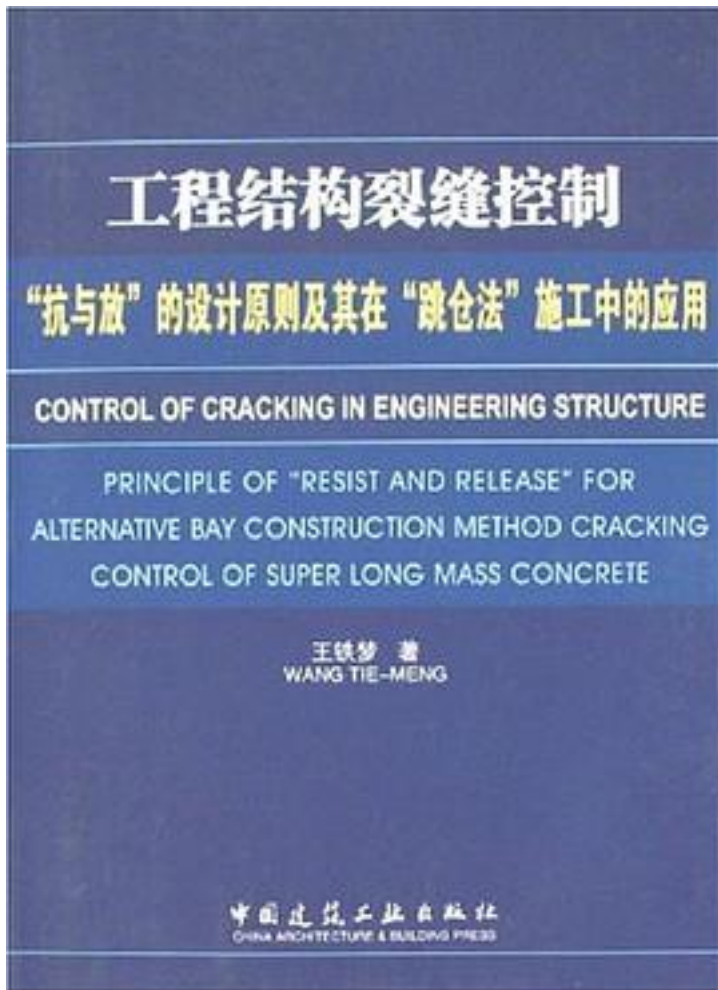 工程结构裂缝控制
“抗与放”的设计原则及其在“跳仓法”施工中的应用
CONTROL OF CRACKING IN ENGINEERING STRUCTURE
PRINCIPLE OF "RESIST AND RELEASE" FOR
ALTERNATIVE BAY CONSTRUCTION METHOD CRACKING
CONTROL OF SUPER LONG MASS CONCRETE
王铁梦 著
WANG TIE-MENG
中国建筑工业出版社
CHINA ARCHITECTURE & BUILDING PRESS